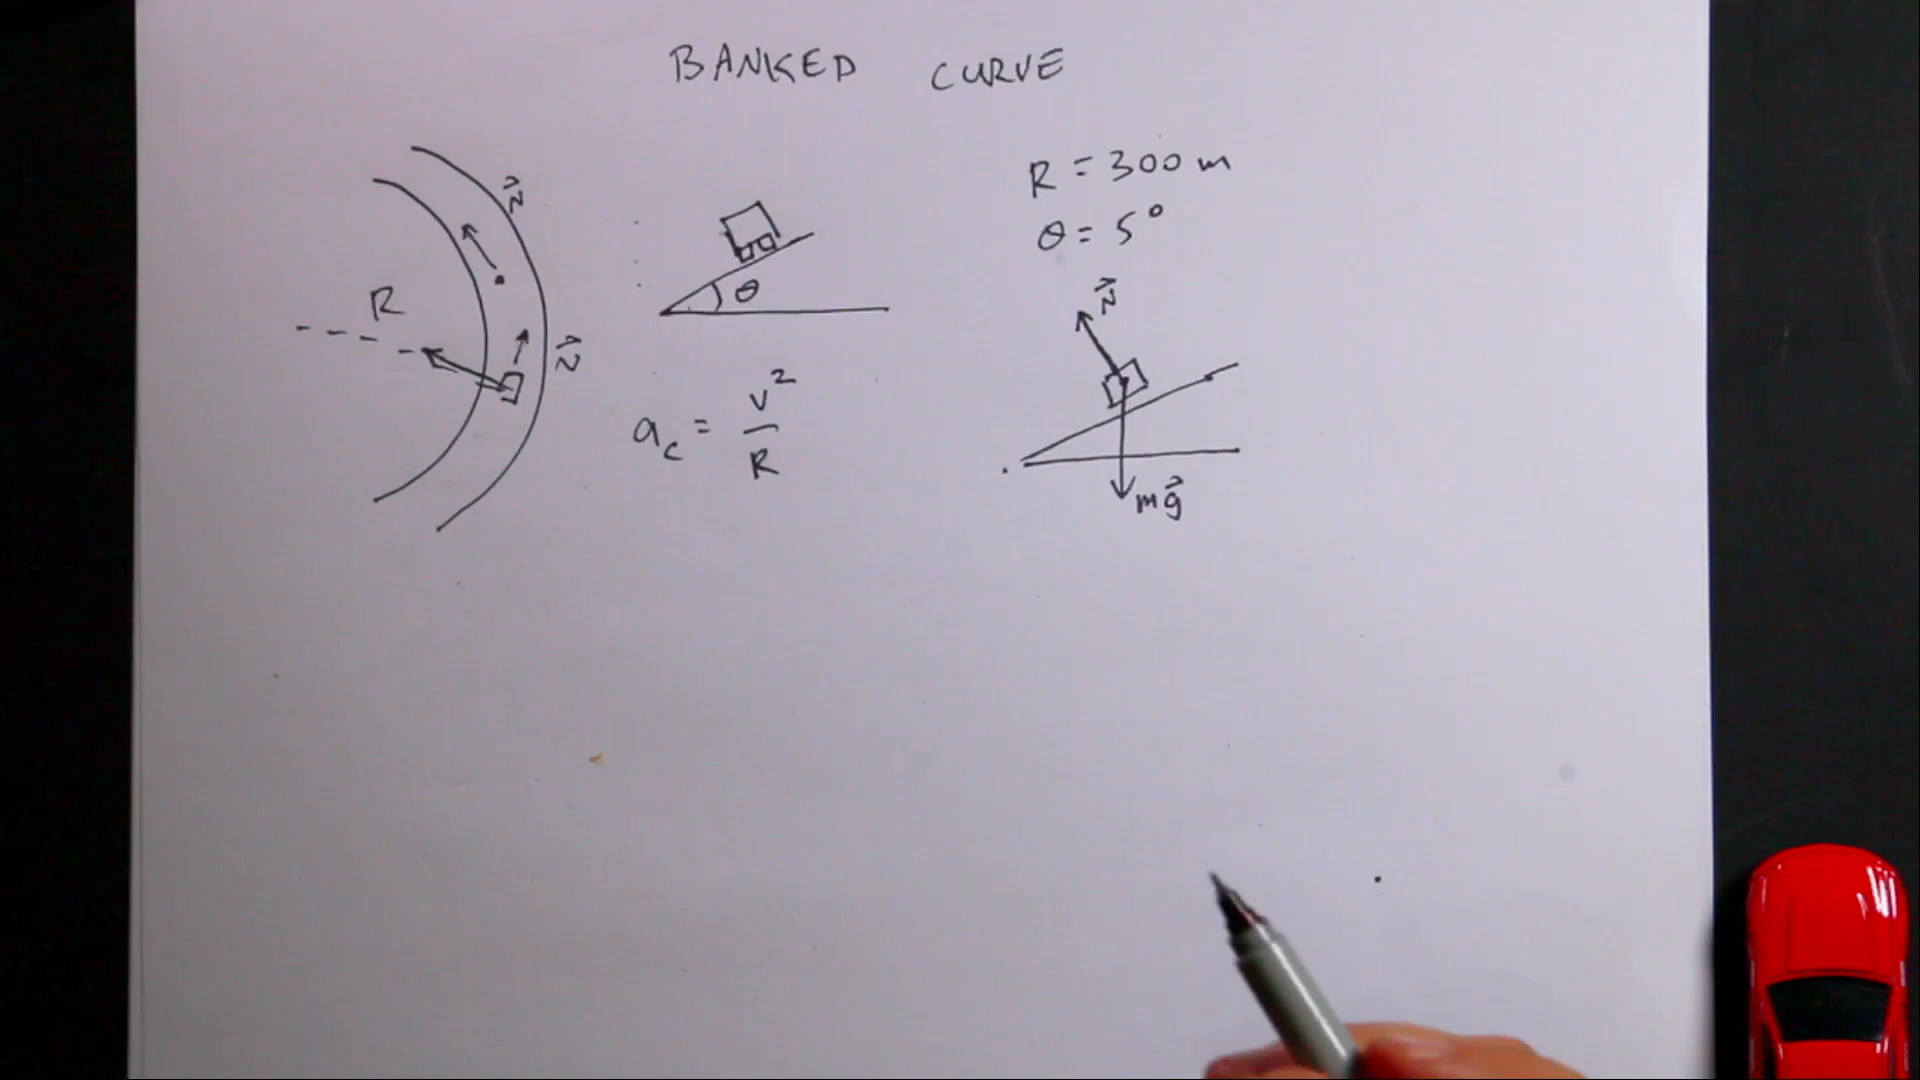 BANKED CURVE
v⃗
v⃗
R
θ
a_c = v²/R
R = 300 m
θ = 5°
N⃗
mg⃗